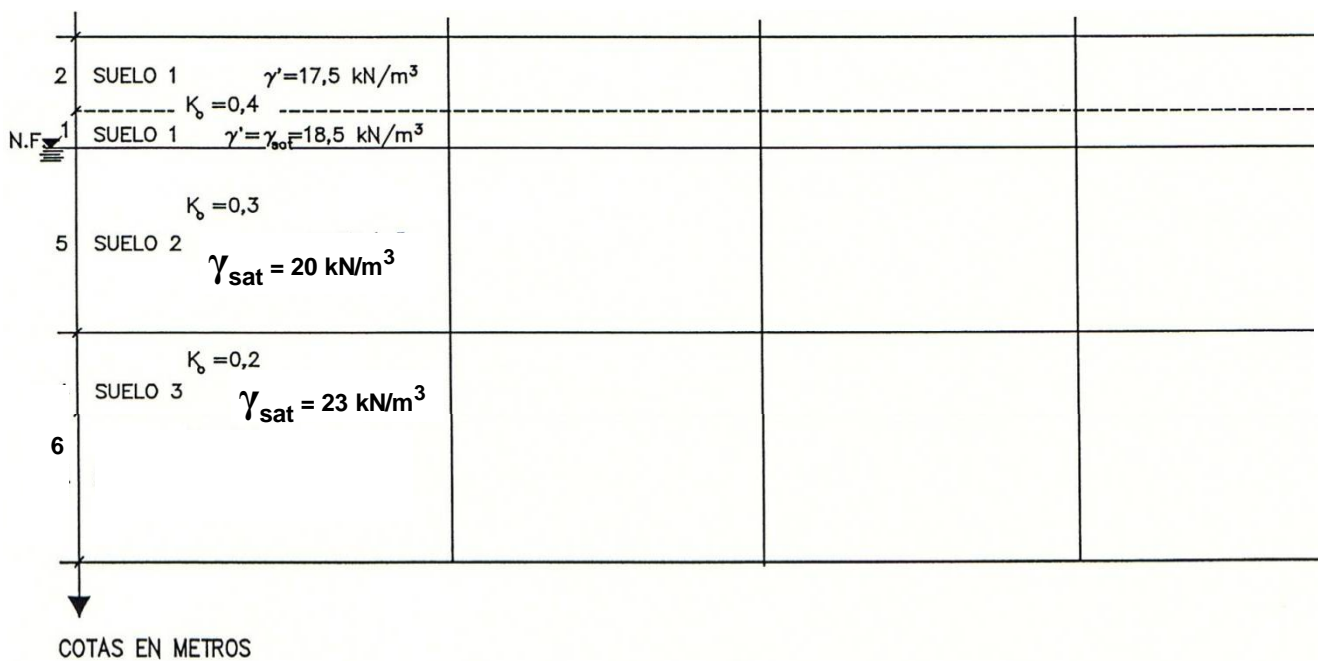 2 SUELO 1 γ'=17,5 kN/m³
K₀ =0,4
1 SUELO 1 γ'=γsat=18,5 kN/m³
N.F.
K₀ =0,3
5 SUELO 2
γsat = 20 kN/m³
K₀ =0,2
SUELO 3
γsat = 23 kN/m³
6
COTAS EN METROS